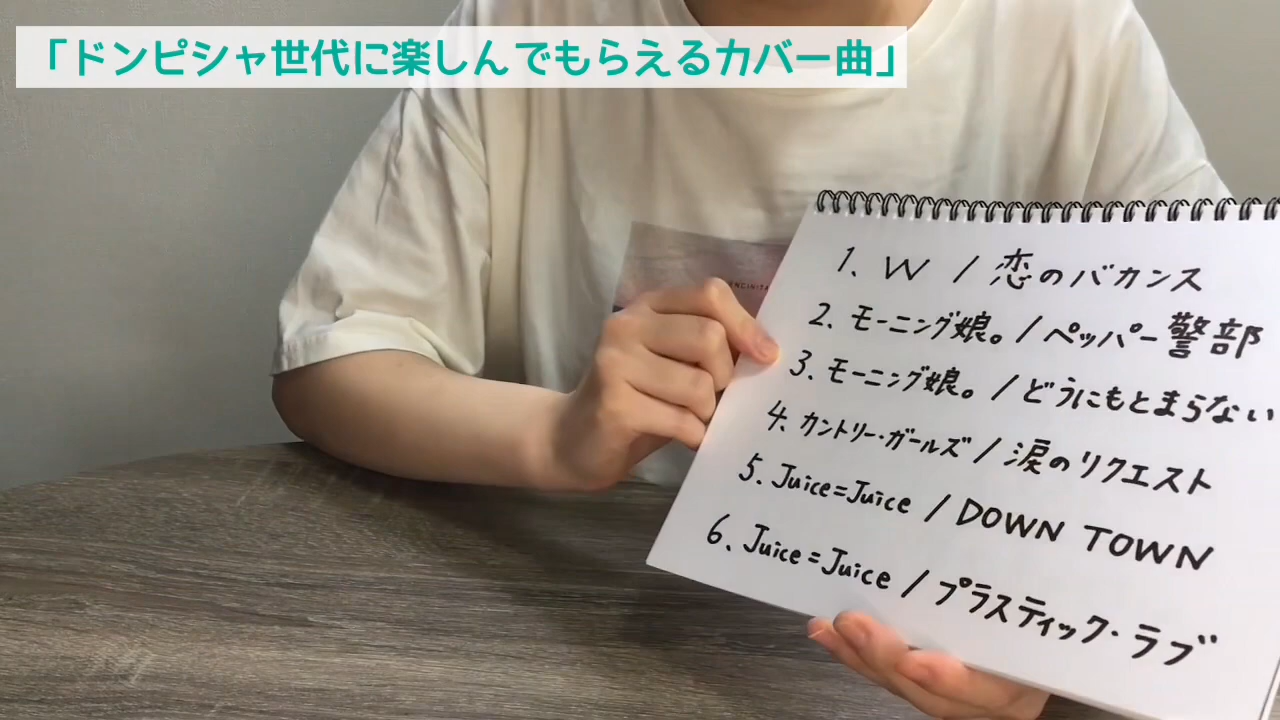 「ドンピシャ世代に楽しんでもらえるカバー曲」
1. W / 恋のバカンス
2. モーニング娘。/ ペッパー警部
3. モーニング娘。/ どうにもとまらない
4. カントリー・ガールズ / 涙のリクエスト
5. Juice=Juice / DOWN TOWN
6. Juice=Juice / プラスティック・ラブ